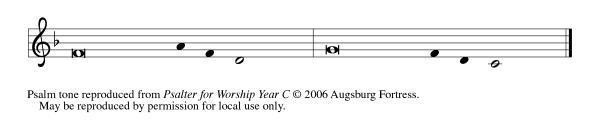 Psalm tone reproduced from Psalter for Worship Year C © 2006 Augsburg Fortress.
May be reproduced by permission for local use only.